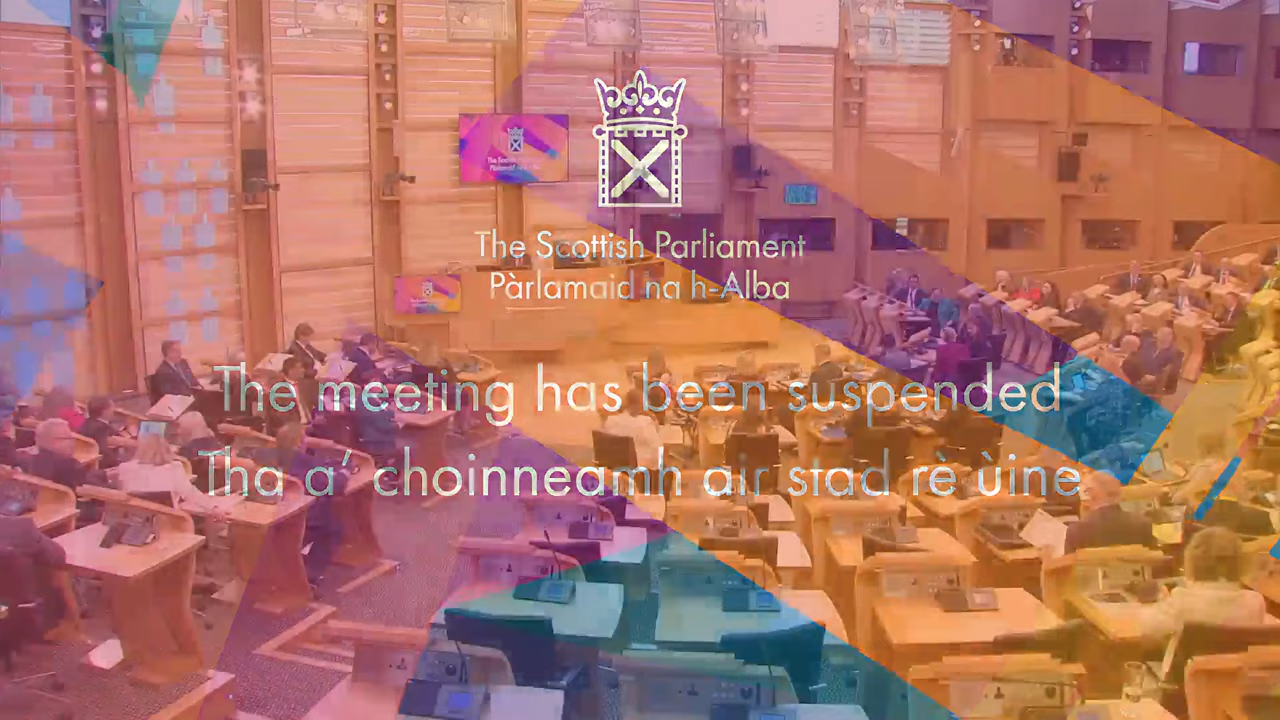 The Scottish Parliament
Pàrlamaid na h-Alba
The meeting has been suspended
Tha a’ choinneamh air stad rè ùine